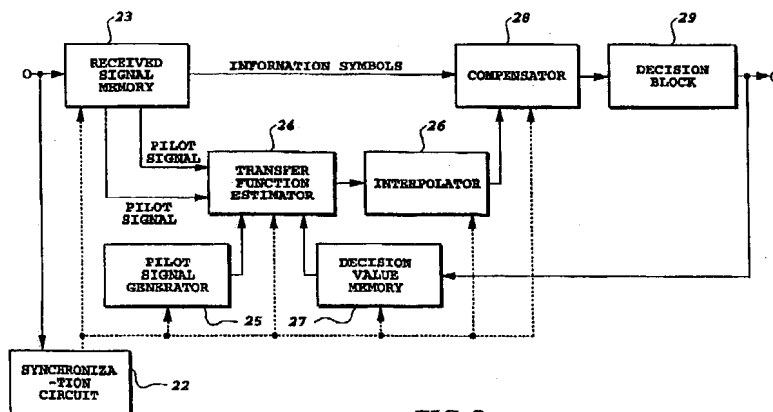 23
RECEIVED
SIGNAL
MEMORY
INFORMATION SYMBOLS
28
COMPENSATOR
29
DECISION
BLOCK
PILOT
SIGNAL
PILOT
SIGNAL
24
TRANSFER
FUNCTION
ESTIMATOR
26
INTERPOLATOR
PILOT
SIGNAL
GENERATOR
25
DECISION
VALUE
MEMORY
27
SYNCHRONIZA
-TION
CIRCUIT
22